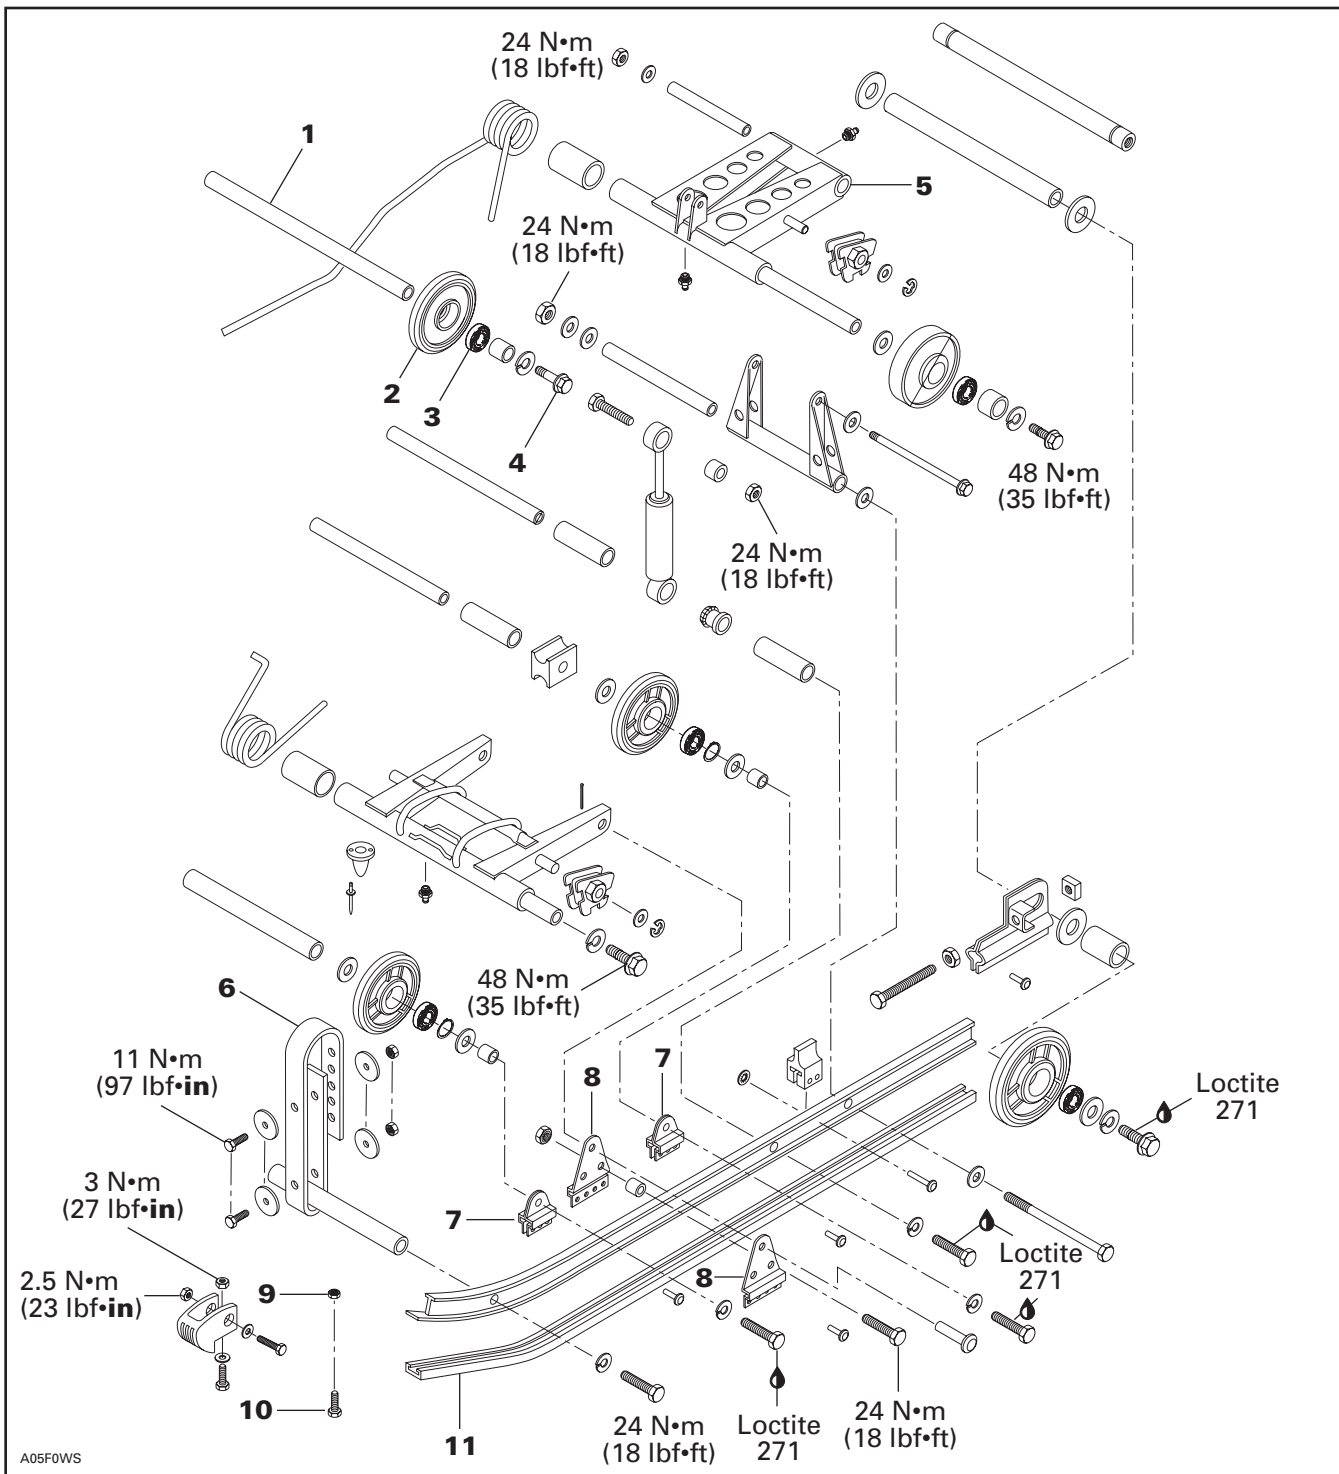 24 N•m
(18 lbf•ft)
1
5
24 N•m
(18 lbf•ft)
2
3
4
48 N•m
(35 lbf•ft)
24 N•m
(18 lbf•ft)
6
48 N•m
(35 lbf•ft)
11 N•m
(97 lbf•in)
8
7
Loctite
271
3 N•m
(27 lbf•in)
7
2.5 N•m
(23 lbf•in)
9
8
Loctite
271
10
11
24 N•m
(18 lbf•ft)
Loctite
271
24 N•m
(18 lbf•ft)
A05F0WS